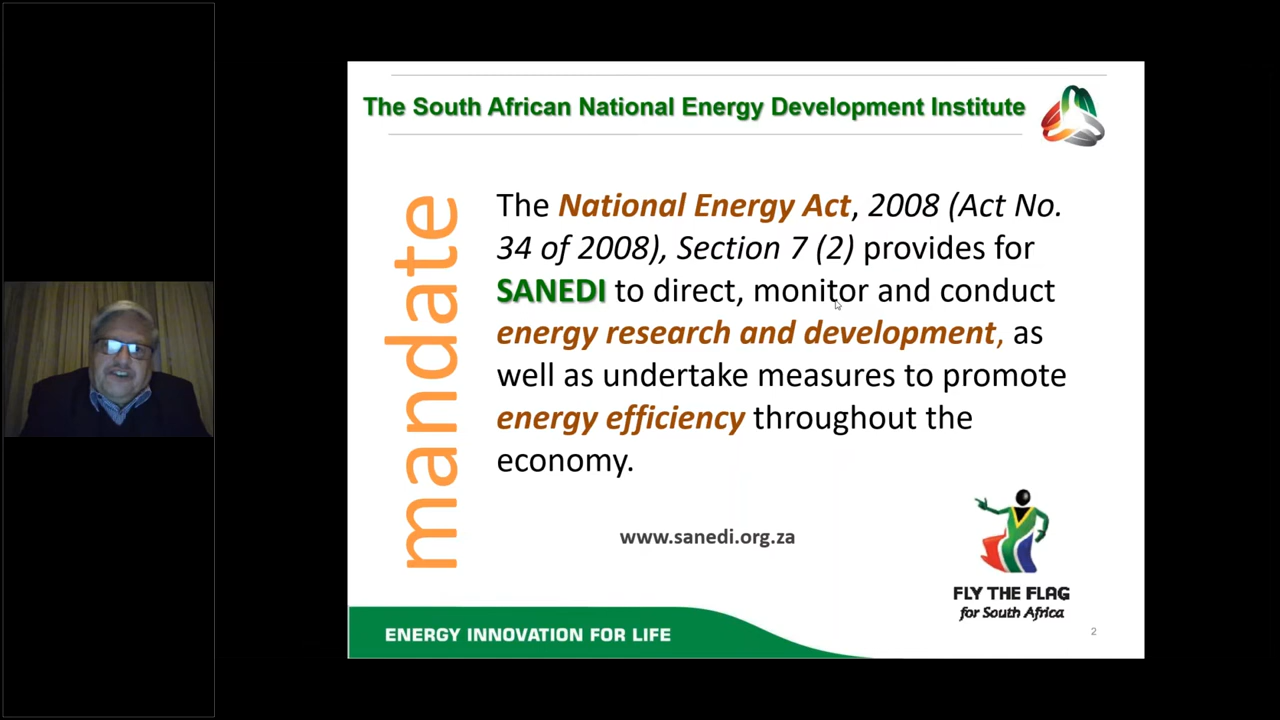 The South African National Energy Development Institute
mandate
The National Energy Act, 2008 (Act No.
34 of 2008), Section 7 (2) provides for
SANEDI to direct, monitor and conduct
energy research and development, as
well as undertake measures to promote
energy efficiency throughout the
economy.
www.sanedi.org.za
FLY THE FLAG
for South Africa
ENERGY INNOVATION FOR LIFE
2